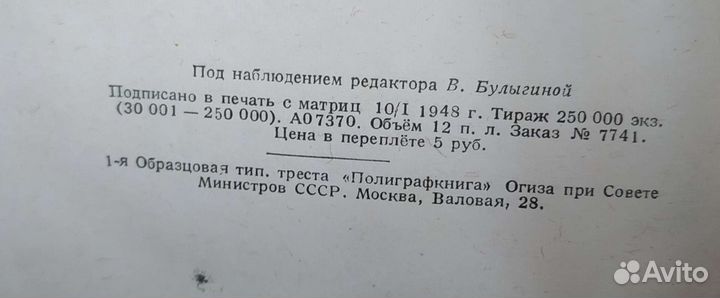 Под наблюдением редактора В. Булыгиной
Подписано в печать с матриц 10/I 1948 г. Тираж 250 000 экз.
(30 001 — 250 000). А07370. Объём 12 п. л. Заказ № 7741.
Цена в переплёте 5 руб.
1-я Образцовая тип. треста «Полиграфкнига» Огиза при Совете
Министров СССР. Москва, Валовая, 28.
Avito